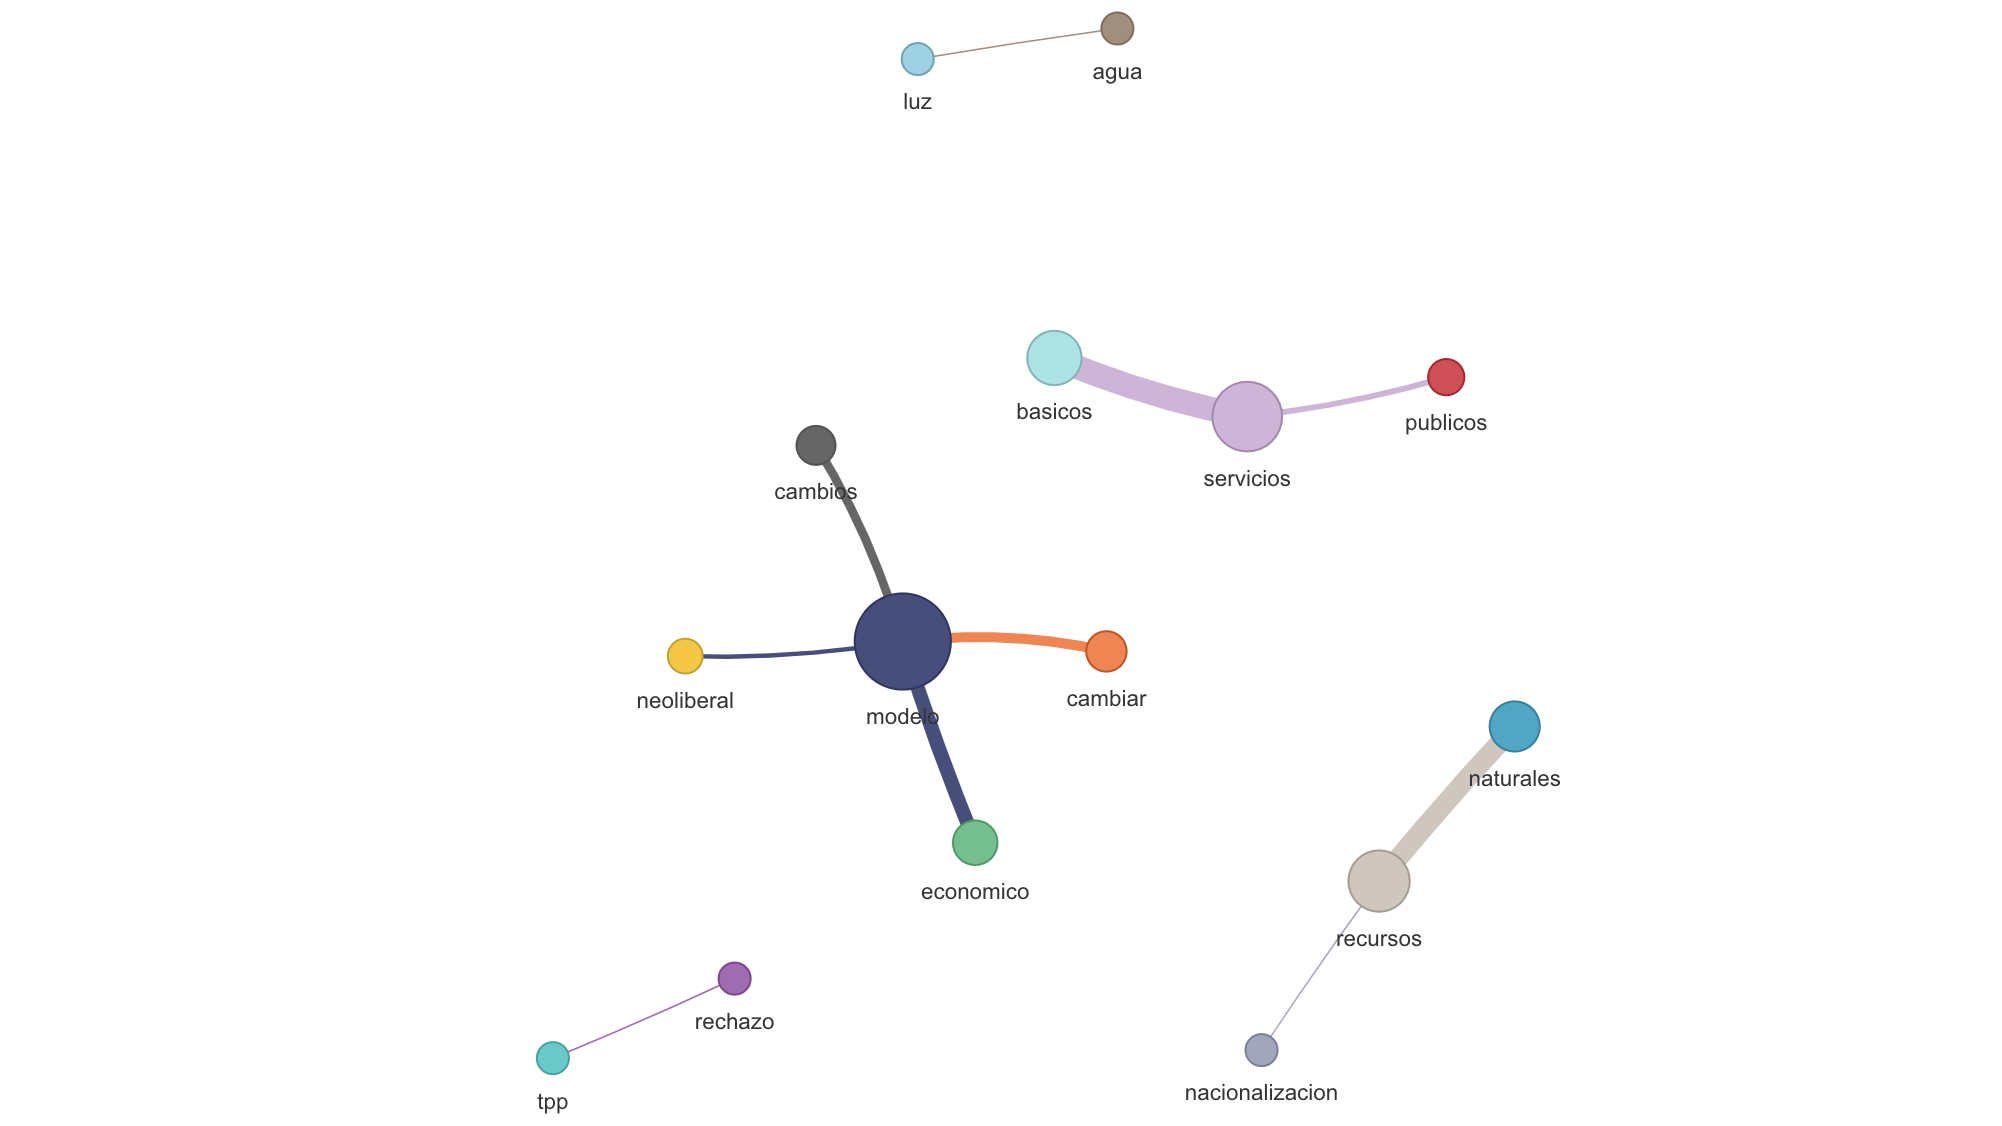 agua
luz
basicos
publicos
servicios
cambios
neoliberal
cambiar
modelo
naturales
economico
recursos
rechazo
nacionalizacion
tpp